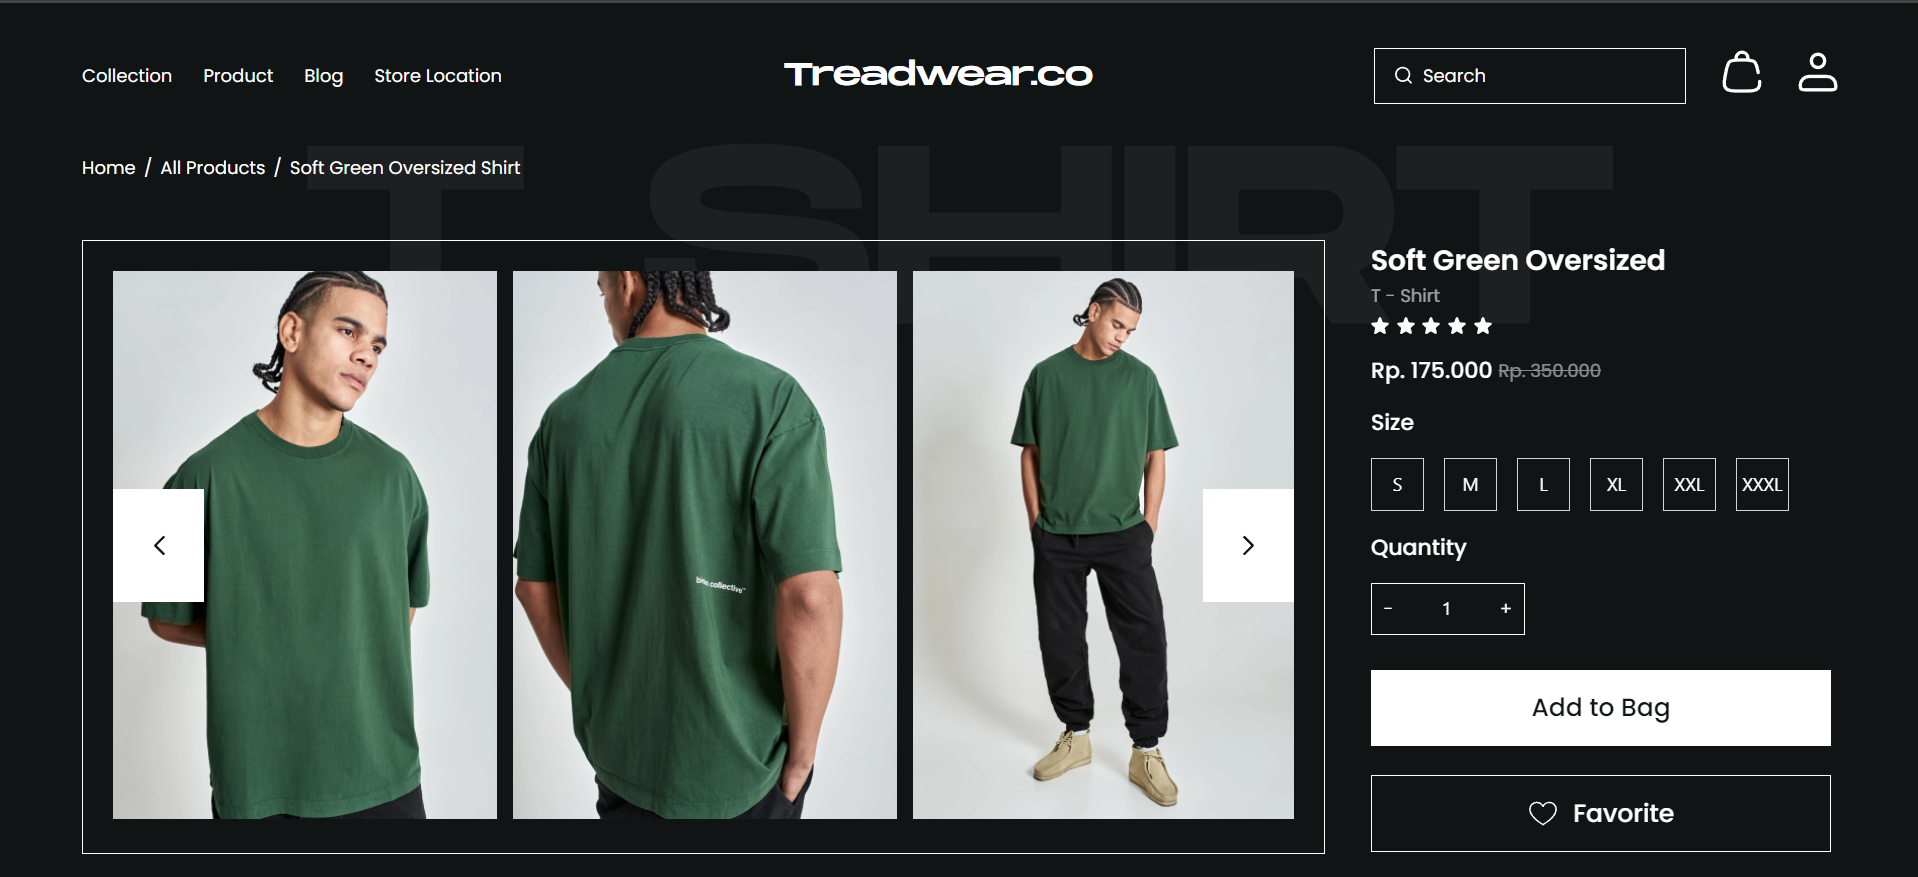 Collection Product Blog Store Location
Treadwear.co
Search
T SHIRT
Home / All Products / Soft Green Oversized Shirt
Soft Green Oversized
T - Shirt
Rp. 175.000 Rp. 350.000
Size
S M L XL XXL XXXL
Quantity
- 1 +
Add to Bag
Favorite
collective™